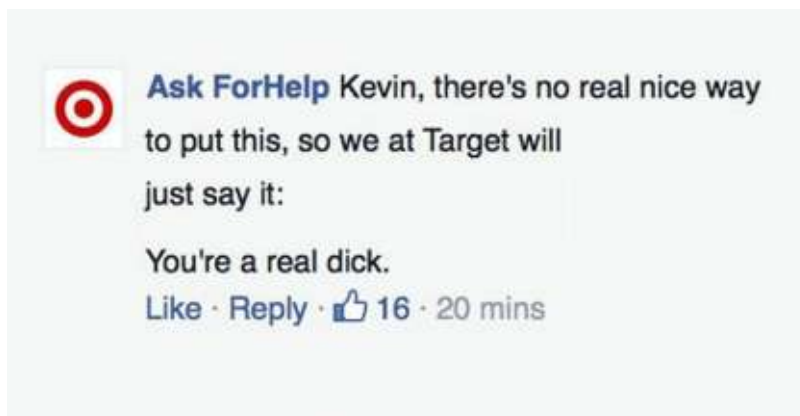 Ask ForHelp Kevin, there's no real nice way
to put this, so we at Target will
just say it:
You're a real dick.
Like · Reply · 16 · 20 mins